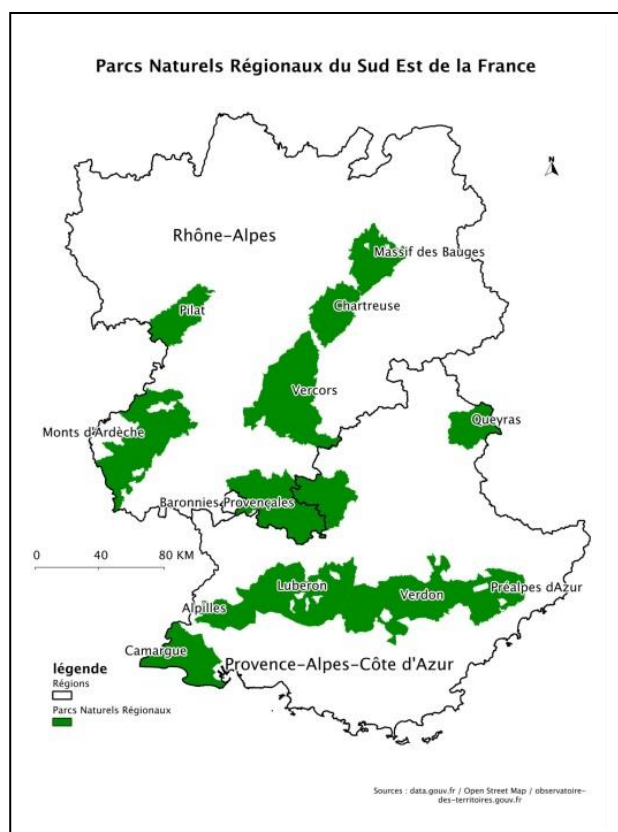 Parcs Naturels Régionaux du Sud Est de la France
N
Rhône-Alpes
Massif des Bauges
Chartreuse
Pilat
Vercors
Monts d'Ardèche
Queyras
Baronnies Provençales
0 40 80 KM
Luberon
Verdon
Préalpes dAzur
Alpilles
Camargue
Provence-Alpes-Côte d'Azur
légende
Régions
Parcs Naturels Régionaux
Sources : data.gouv.fr / Open Street Map / observatoire-
des-territoires.gouv.fr